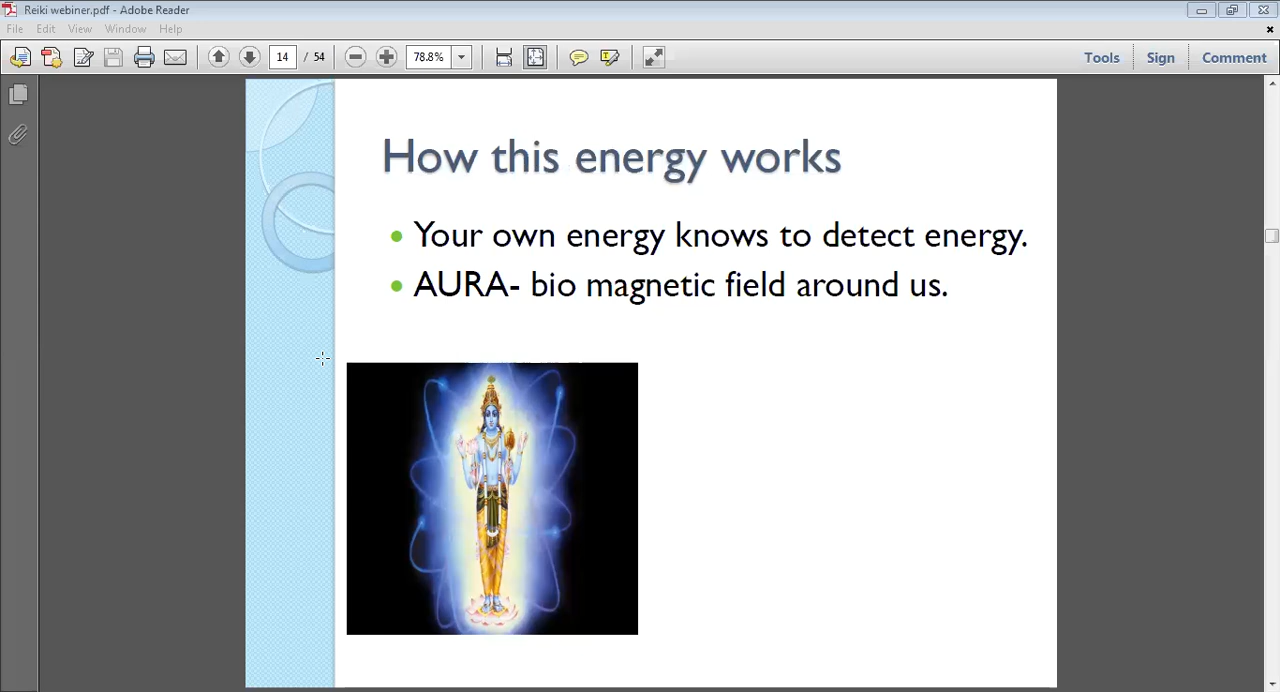 Reiki webiner.pdf - Adobe Reader
File Edit View Window Help
14 / 54 78.8% Tools Sign Comment
How this energy works
• Your own energy knows to detect energy.
• AURA- bio magnetic field around us.